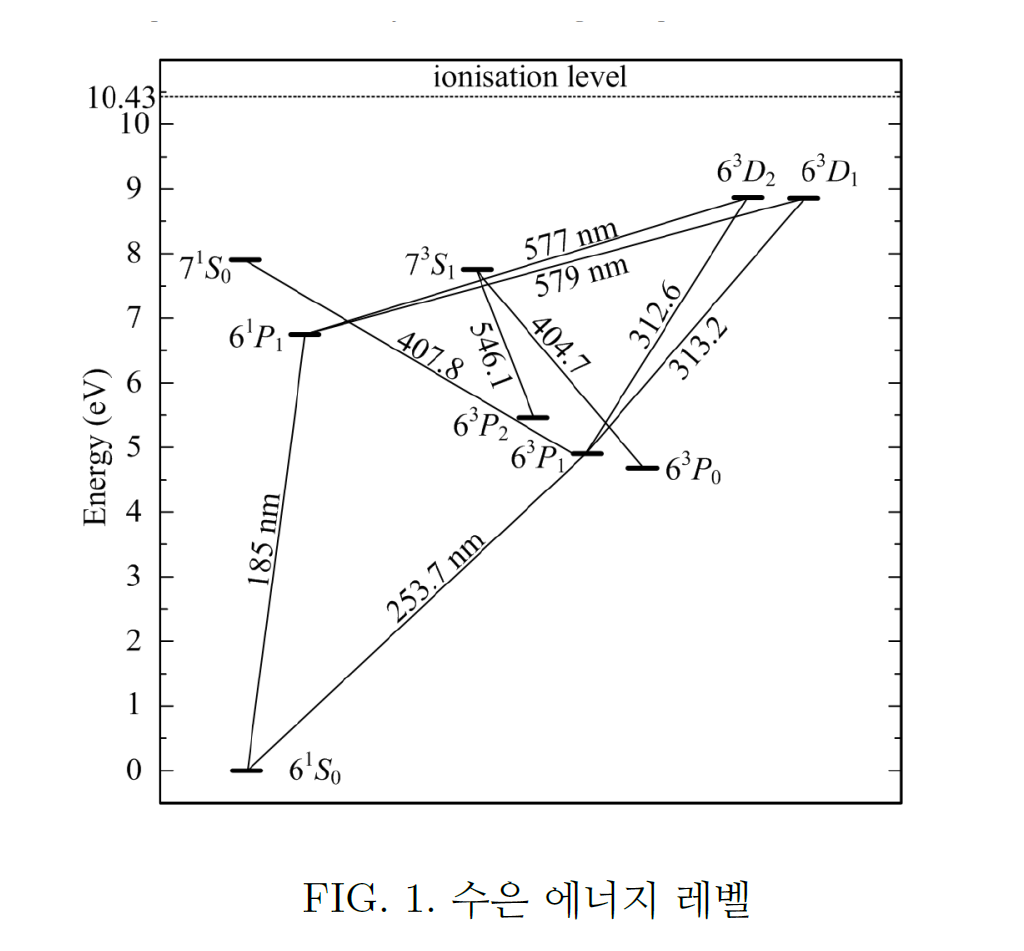 ionisation level
10.43
10
9
8
7
6
5
4
3
2
1
0
Energy (eV)
6³D₂
6³D₁
7¹S₀
7³S₁
6¹P₁
6³P₂
6³P₁
6³P₀
6¹S₀
577 nm
579 nm
407.8
546.1
404.7
312.6
313.2
185 nm
253.7 nm
FIG. 1. 수은 에너지 레벨